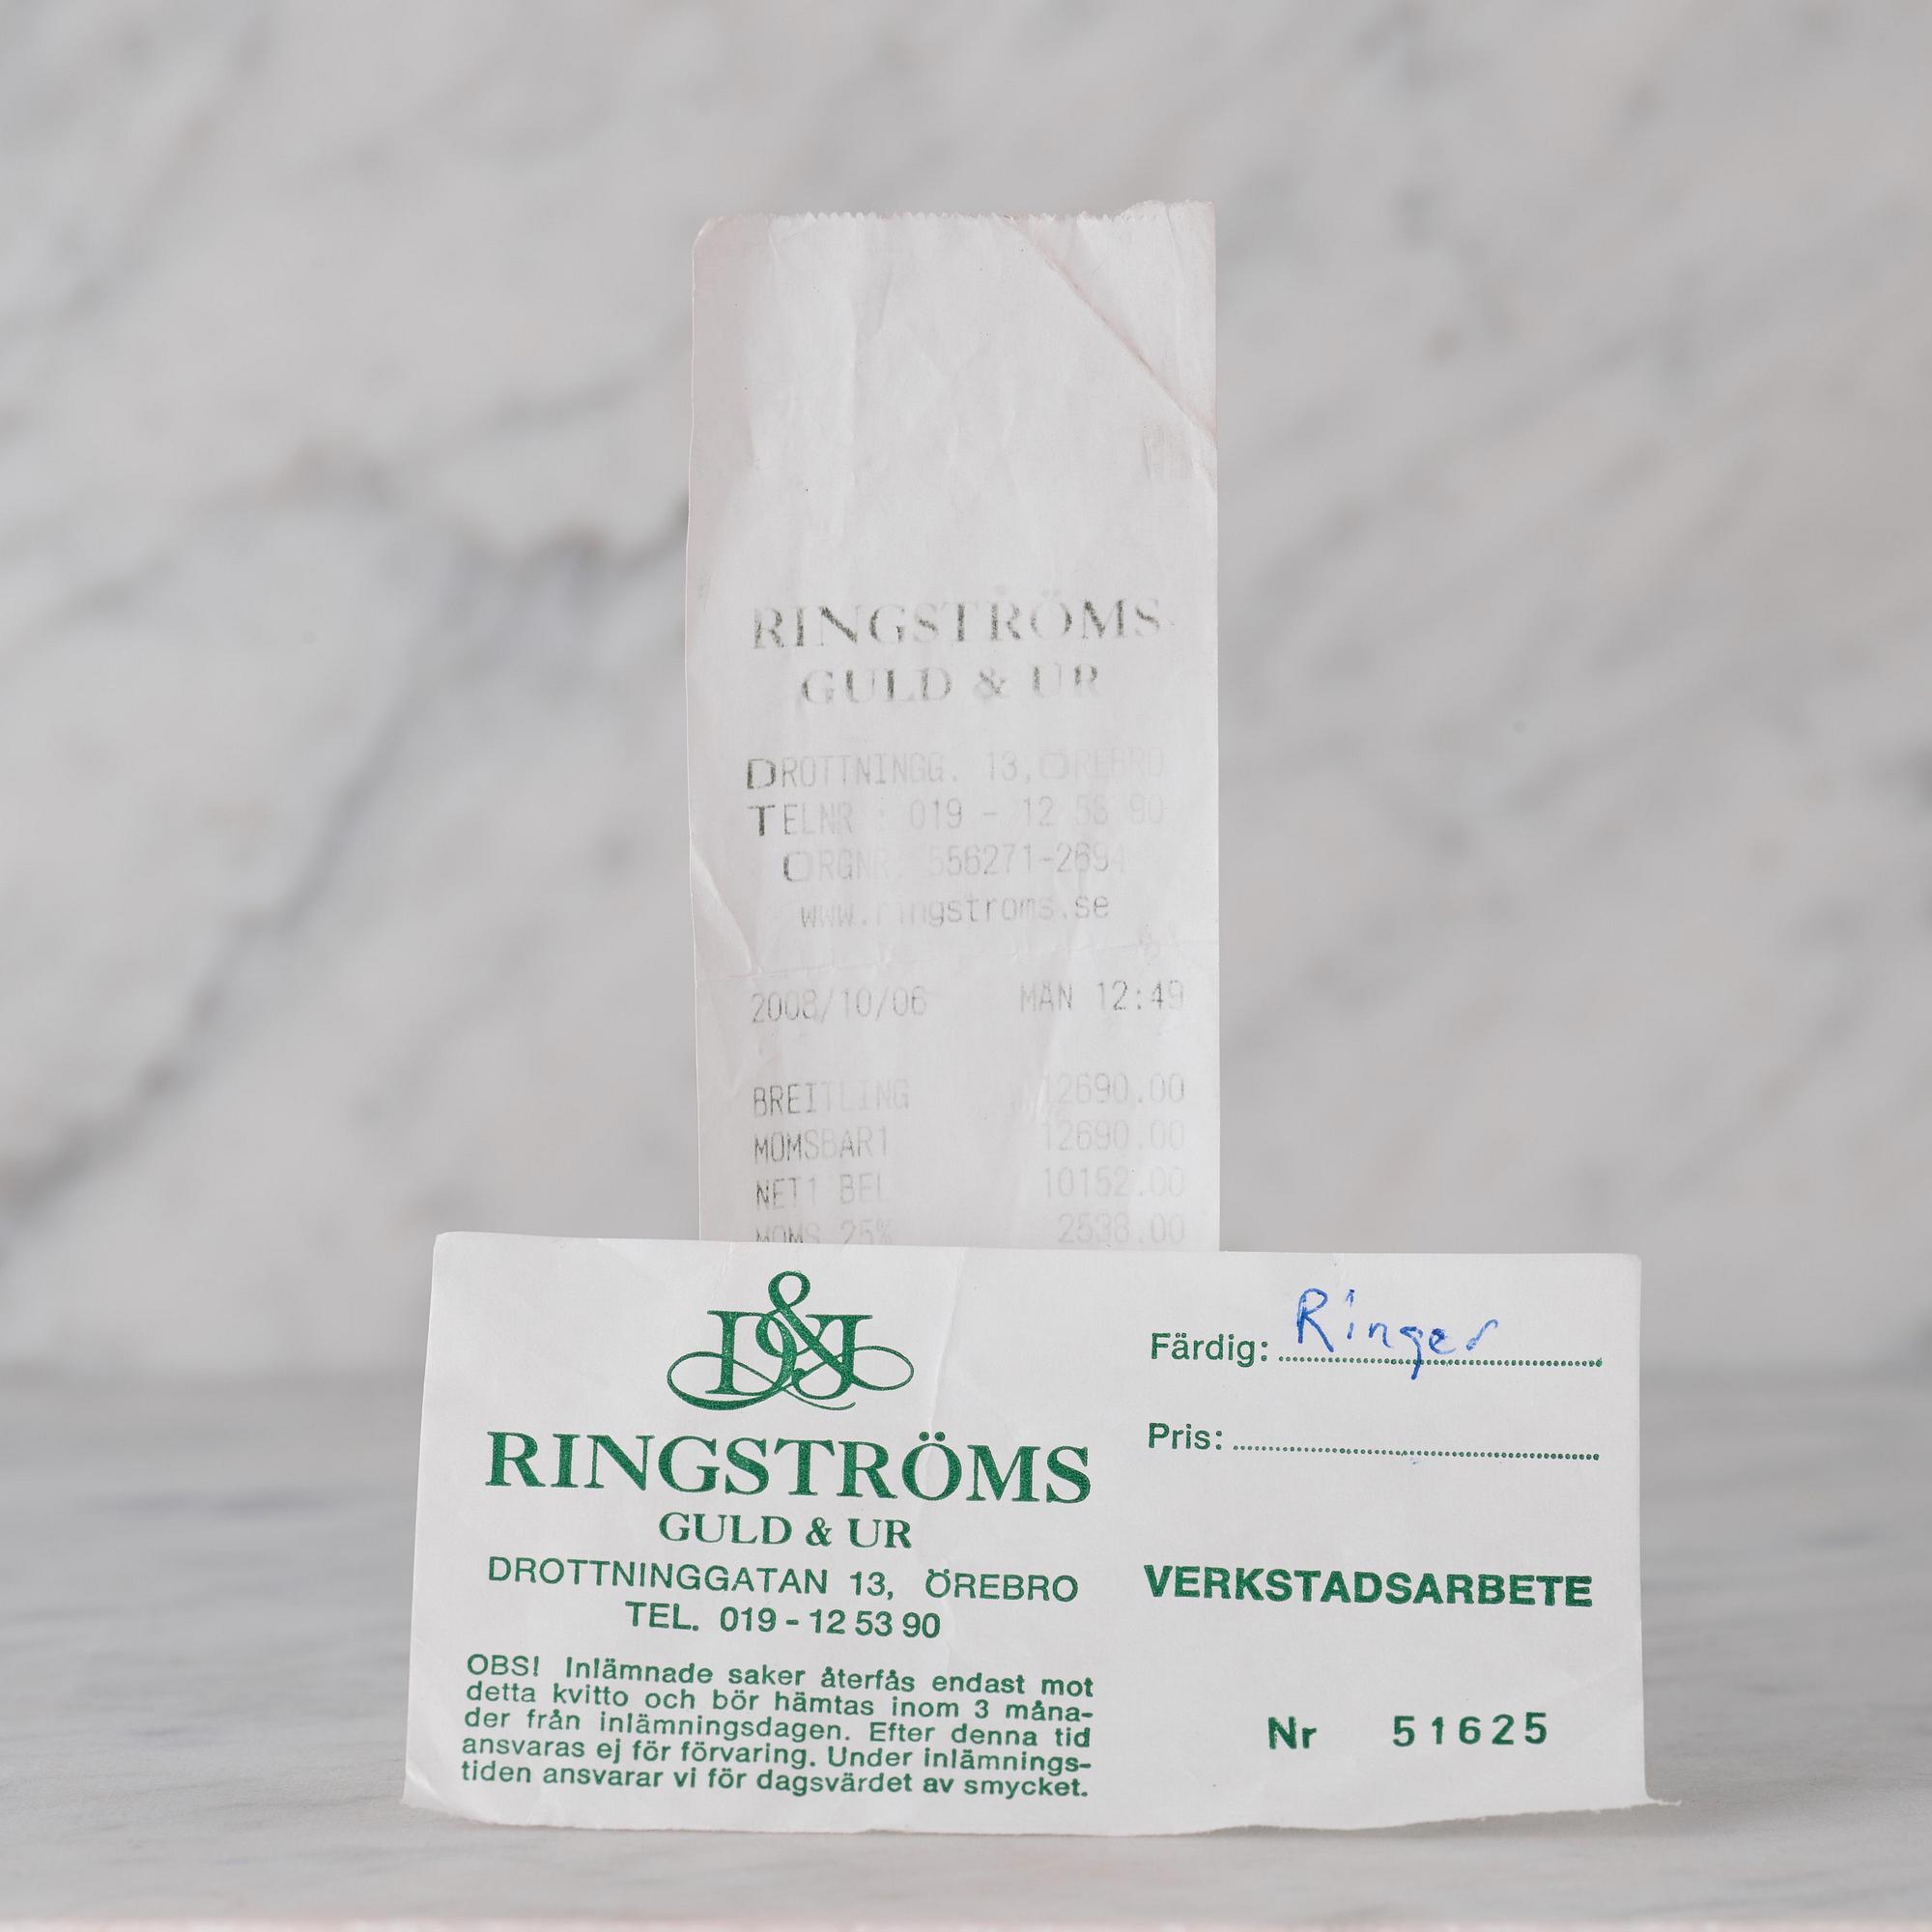 RINGSTRÖMS
GULD & UR
DROTTNINGG. 13, ÖREBRO
TELNR : 019 - 12 53 90
ORGNR. 556271-2694
www.ringstroms.se
2008/10/06 MÅN 12:49
BREITLING 12690.00
MOMSBAR1 12690.00
NET1 BEL 10152.00
MOMS 25% 2538.00
D&J
RINGSTRÖMS
GULD & UR
DROTTNINGGATAN 13, ÖREBRO
TEL. 019 - 12 53 90
OBS! Inlämnade saker återfås endast mot
detta kvitto och bör hämtas inom 3 måna-
der från inlämningsdagen. Efter denna tid
ansvaras ej för förvaring. Under inlämnings-
tiden ansvarar vi för dagsvärdet av smycket.
Färdig: Ringer
Pris:
VERKSTADSARBETE
Nr 51625